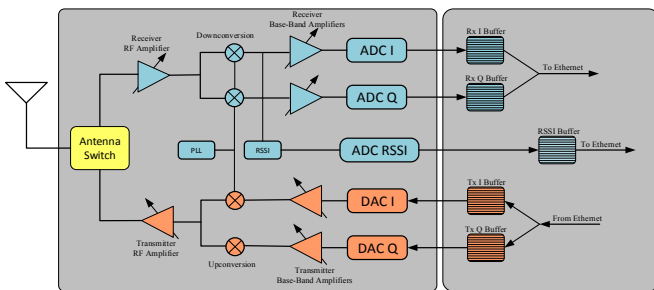 Receiver
RF Amplifier
Downconversion
Receiver
Base-Band Amplifiers
ADC I
ADC Q
Rx I Buffer
Rx Q Buffer
To Ethernet
Antenna
Switch
PLL
RSSI
ADC RSSI
RSSI Buffer
To Ethernet
Transmitter
RF Amplifier
Upconversion
Transmitter
Base-Band Amplifiers
DAC I
DAC Q
Tx I Buffer
Tx Q Buffer
From Ethernet